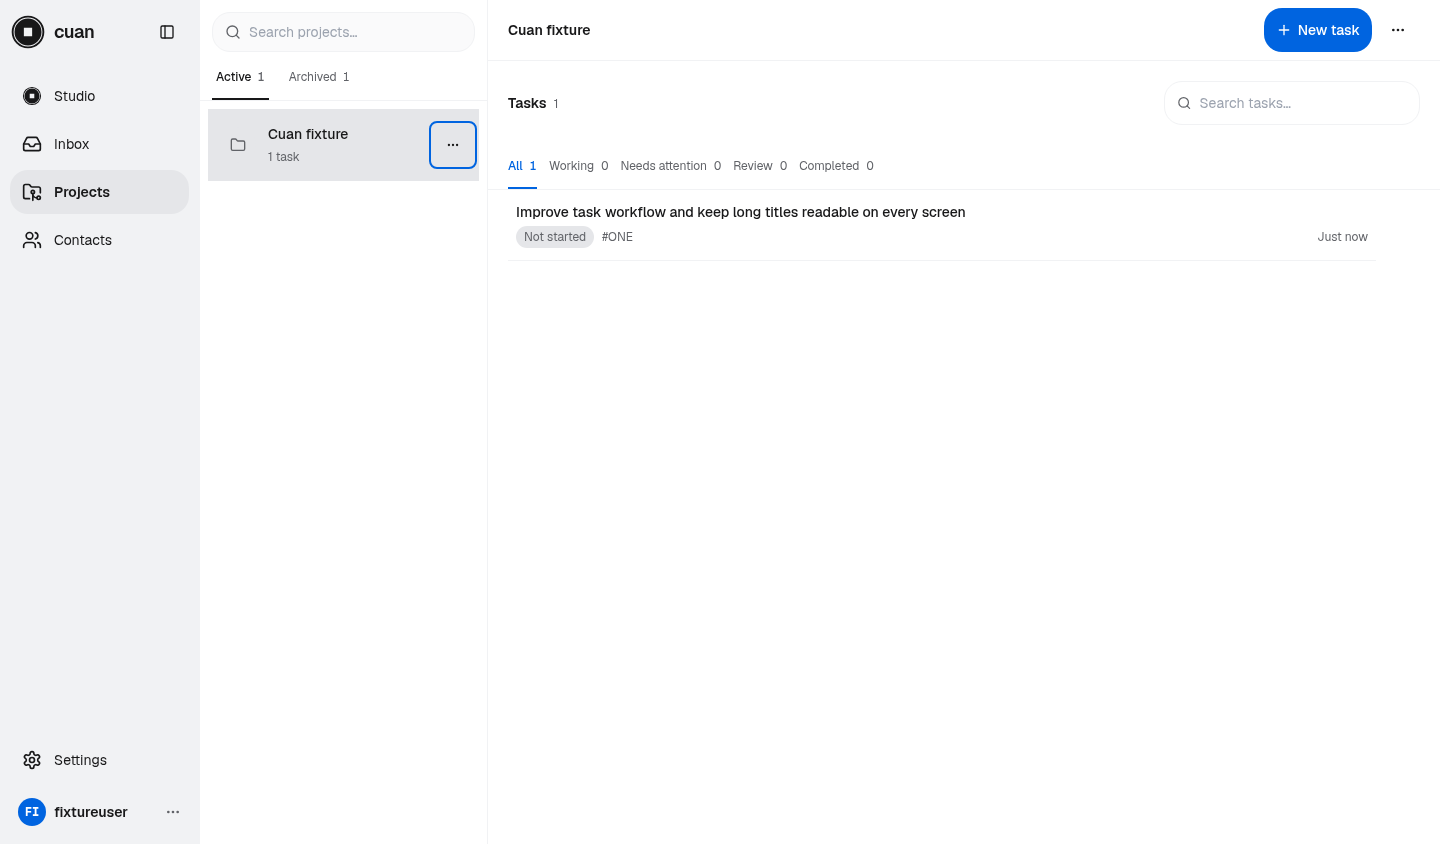 cuan
Studio
Inbox
Projects
Contacts
Settings
FI fixtureuser
Search projects...
Active 1 Archived 1
Cuan fixture
1 task
Cuan fixture
New task
Tasks 1
Search tasks...
All 1 Working 0 Needs attention 0 Review 0 Completed 0
Improve task workflow and keep long titles readable on every screen
Not started #ONE Just now